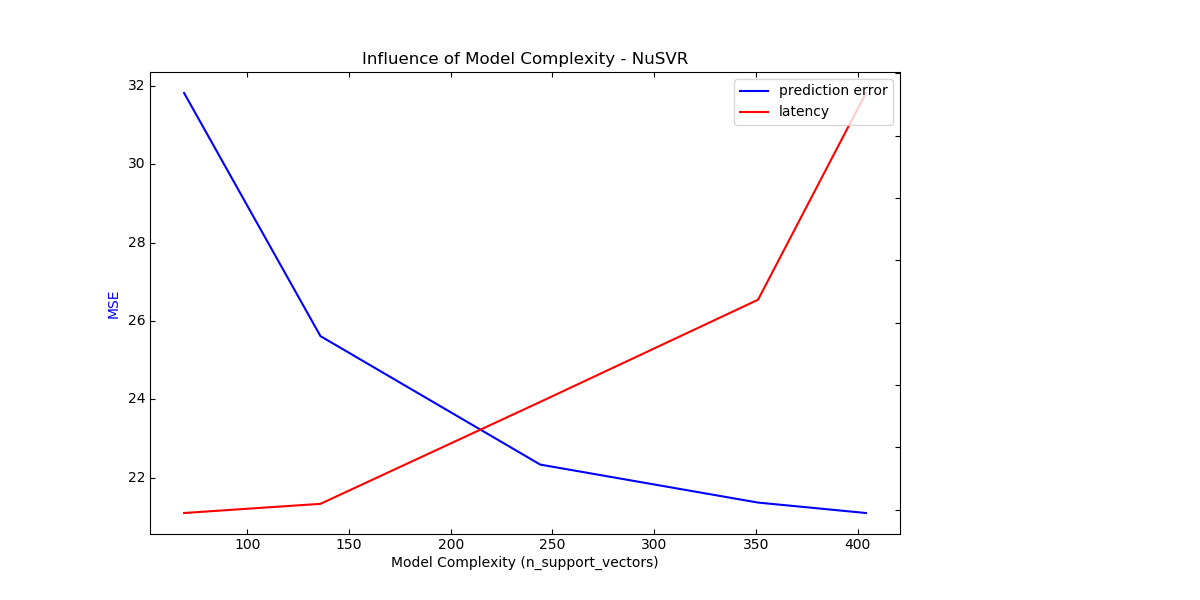 Influence of Model Complexity - NuSVR
prediction error
latency
32
30
28
26
24
22
MSE
100 150 200 250 300 350 400
Model Complexity (n_support_vectors)